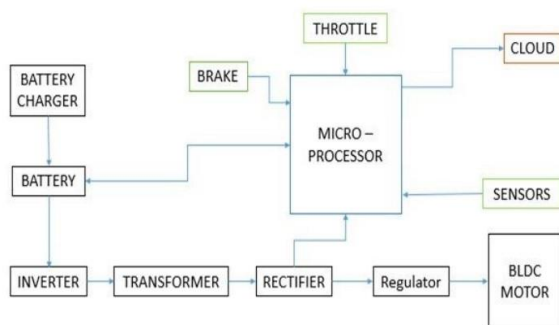 THROTTLE
CLOUD
BATTERY
CHARGER
BRAKE
MICRO –
PROCESSOR
BATTERY
SENSORS
INVERTER
TRANSFORMER
RECTIFIER
Regulator
BLDC
MOTOR